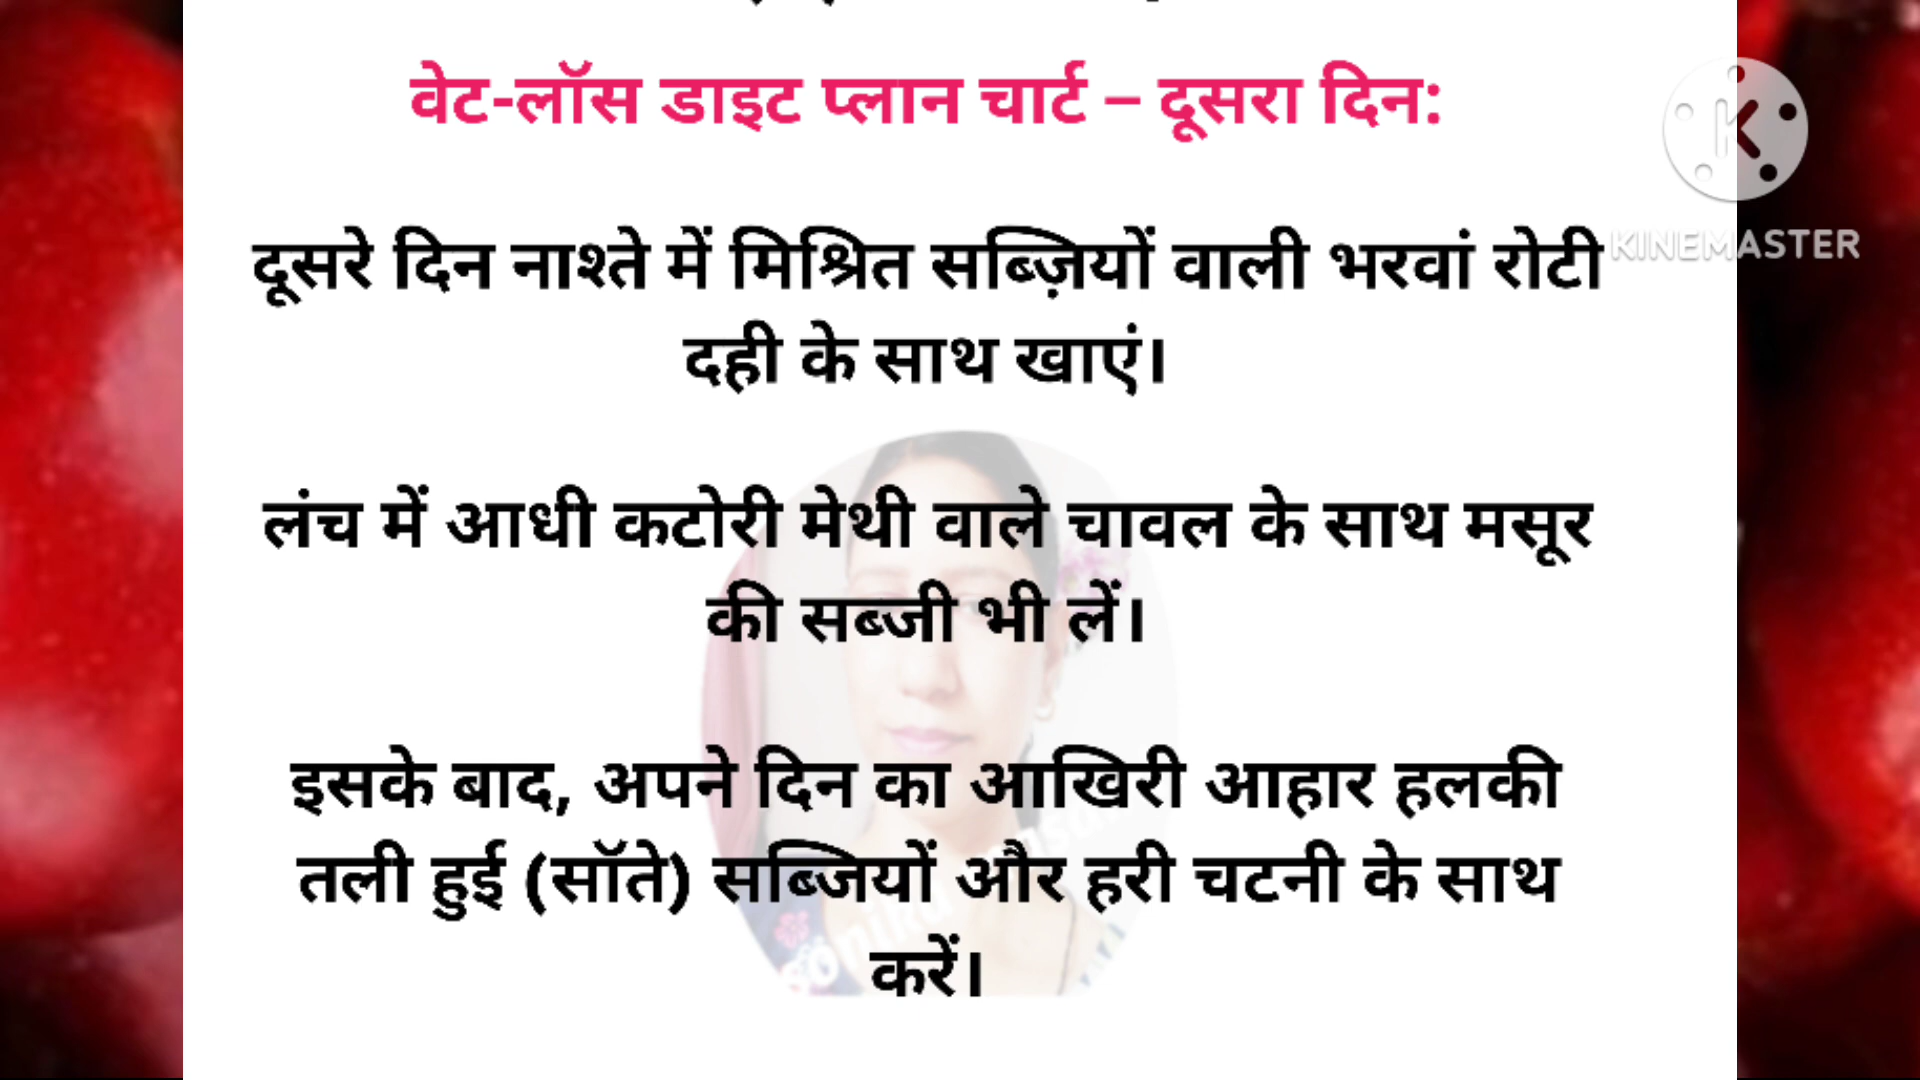 वेट-लॉस डाइट प्लान चार्ट – दूसरा दिन:
K
KINEMASTER
दूसरे दिन नाश्ते में मिश्रित सब्ज़ियों वाली भरवां रोटी
दही के साथ खाएं।
लंच में आधी कटोरी मेथी वाले चावल के साथ मसूर
की सब्जी भी लें।
इसके बाद, अपने दिन का आखिरी आहार हलकी
तली हुई (सॉते) सब्जियों और हरी चटनी के साथ
करें।